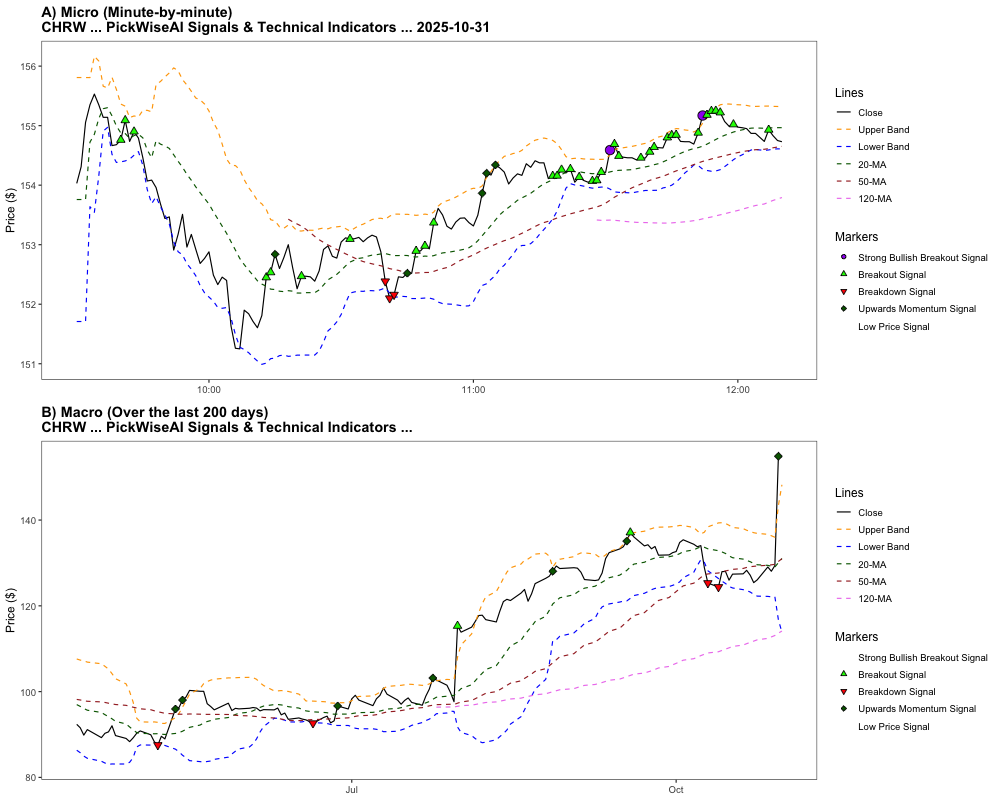 A) Micro (Minute-by-minute)
CHRW ... PickWiseAI Signals & Technical Indicators ... 2025-10-31
Price ($)
156
155
154
153
152
151
10:00
11:00
12:00
Lines
Close
Upper Band
Lower Band
20-MA
50-MA
120-MA
Markers
Strong Bullish Breakout Signal
Breakout Signal
Breakdown Signal
Upwards Momentum Signal
Low Price Signal
B) Macro (Over the last 200 days)
CHRW ... PickWiseAI Signals & Technical Indicators ...
Price ($)
140
120
100
80
Jul
Oct
Lines
Close
Upper Band
Lower Band
20-MA
50-MA
120-MA
Markers
Strong Bullish Breakout Signal
Breakout Signal
Breakdown Signal
Upwards Momentum Signal
Low Price Signal